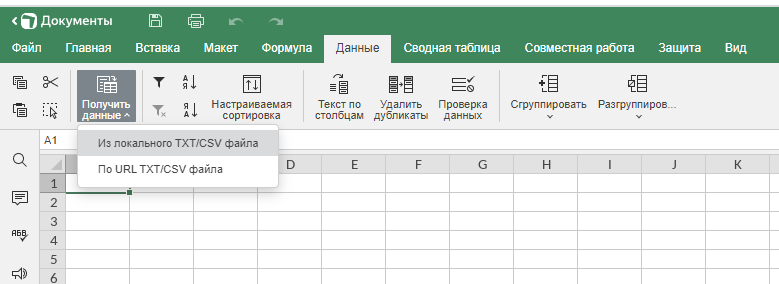 Документы
Файл Главная Вставка Макет Формула Данные Сводная таблица Совместная работа Защита Вид
Получить данные
Настраиваемая сортировка
Текст по столбцам
Удалить дубликаты
Проверка данных
Сгруппировать
Разгруппиров...
A1
Из локального TXT/CSV файла
По URL TXT/CSV файла
D E F G H I J K
1
2
3
4
5
6
А Я
Я А
АБВ